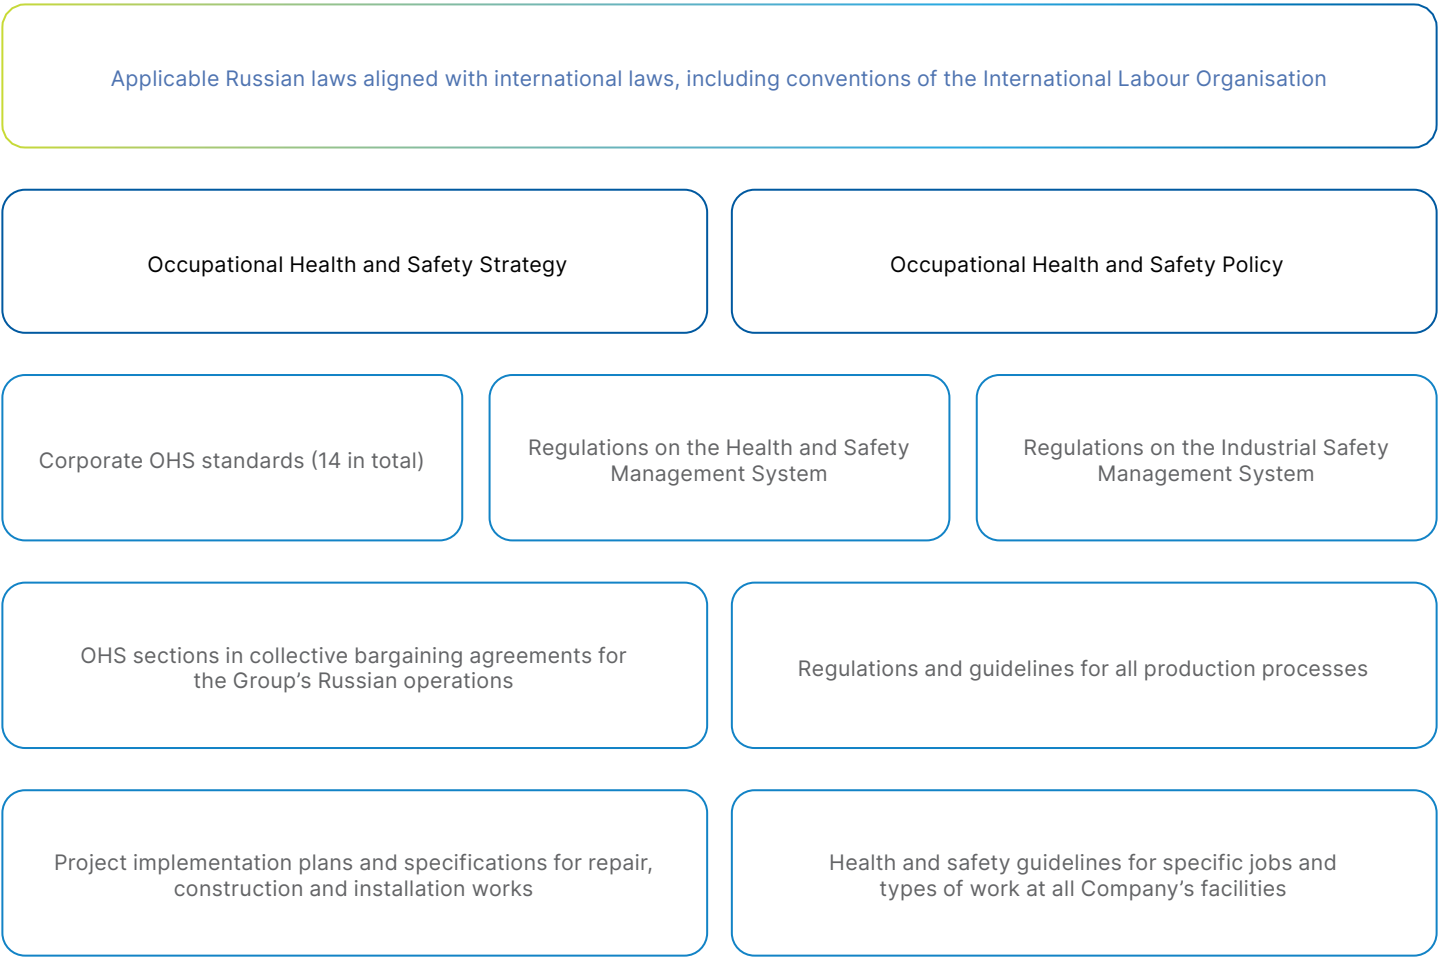 Applicable Russian laws aligned with international laws, including conventions of the International Labour Organisation
Occupational Health and Safety Strategy
Occupational Health and Safety Policy
Corporate OHS standards (14 in total)
Regulations on the Health and Safety
Management System
Regulations on the Industrial Safety
Management System
OHS sections in collective bargaining agreements for
the Group’s Russian operations
Regulations and guidelines for all production processes
Project implementation plans and specifications for repair,
construction and installation works
Health and safety guidelines for specific jobs and
types of work at all Company’s facilities